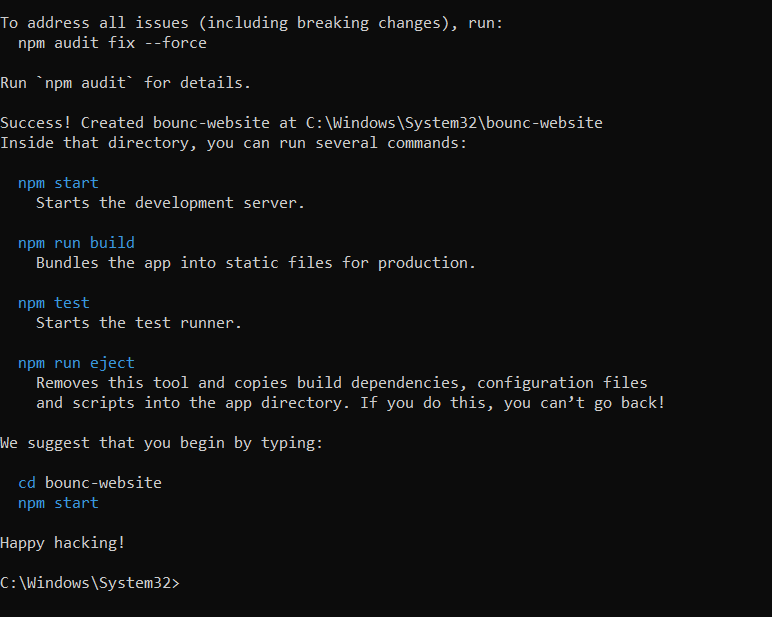 To address all issues (including breaking changes), run:
  npm audit fix --force
Run `npm audit` for details.
Success! Created bounc-website at C:\Windows\System32\bounc-website
Inside that directory, you can run several commands:
  npm start
    Starts the development server.
  npm run build
    Bundles the app into static files for production.
  npm test
    Starts the test runner.
  npm run eject
    Removes this tool and copies build dependencies, configuration files
    and scripts into the app directory. If you do this, you can’t go back!
We suggest that you begin by typing:
  cd bounc-website
  npm start
Happy hacking!
C:\Windows\System32>